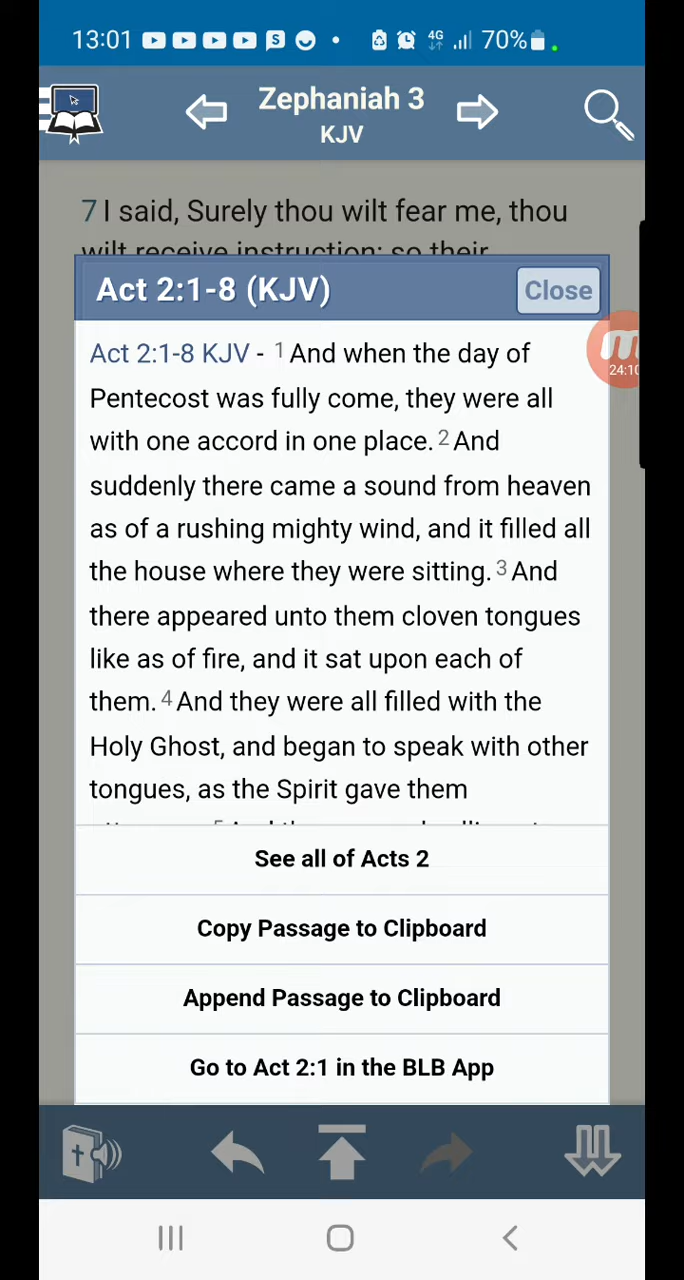 13:01 S 4G 70%
Zephaniah 3
KJV
7 I said, Surely thou wilt fear me, thou
wilt receive instruction; so their
Act 2:1-8 (KJV)
Close
Act 2:1-8 KJV - 1 And when the day of
Pentecost was fully come, they were all
with one accord in one place. 2 And
suddenly there came a sound from heaven
as of a rushing mighty wind, and it filled all
the house where they were sitting. 3 And
there appeared unto them cloven tongues
like as of fire, and it sat upon each of
them. 4 And they were all filled with the
Holy Ghost, and began to speak with other
tongues, as the Spirit gave them
24:10
See all of Acts 2
Copy Passage to Clipboard
Append Passage to Clipboard
Go to Act 2:1 in the BLB App